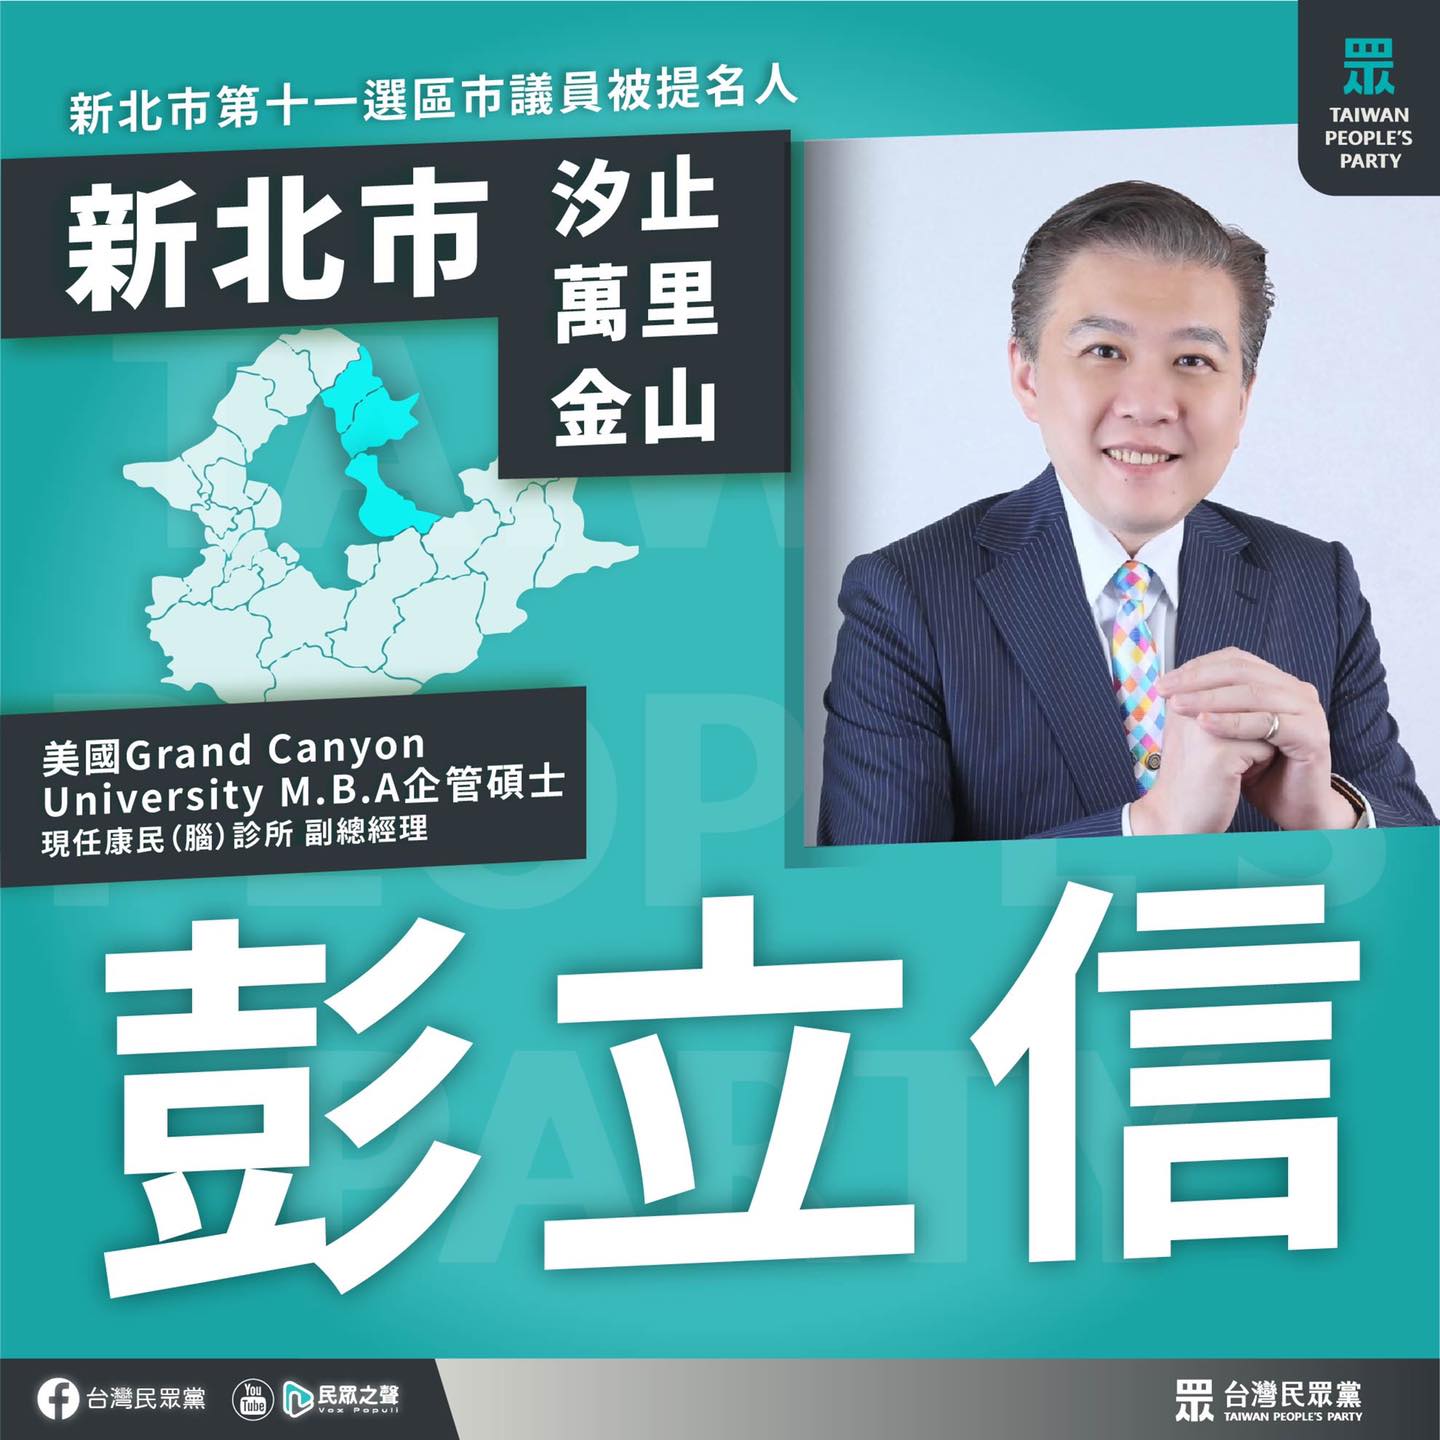 新北市第十一選區市議員被提名人
眾
TAIWAN
PEOPLE'S
PARTY
新北市
汐止
萬里
金山
美國Grand Canyon
University M.B.A企管碩士
現任康民(腦)診所 副總經理
TAIWAN
PEOPLE'S
PARTY
彭立信
台灣民眾黨
You
Tube
民眾之聲
Vox Populi
眾 台灣民眾黨
TAIWAN PEOPLE'S PARTY